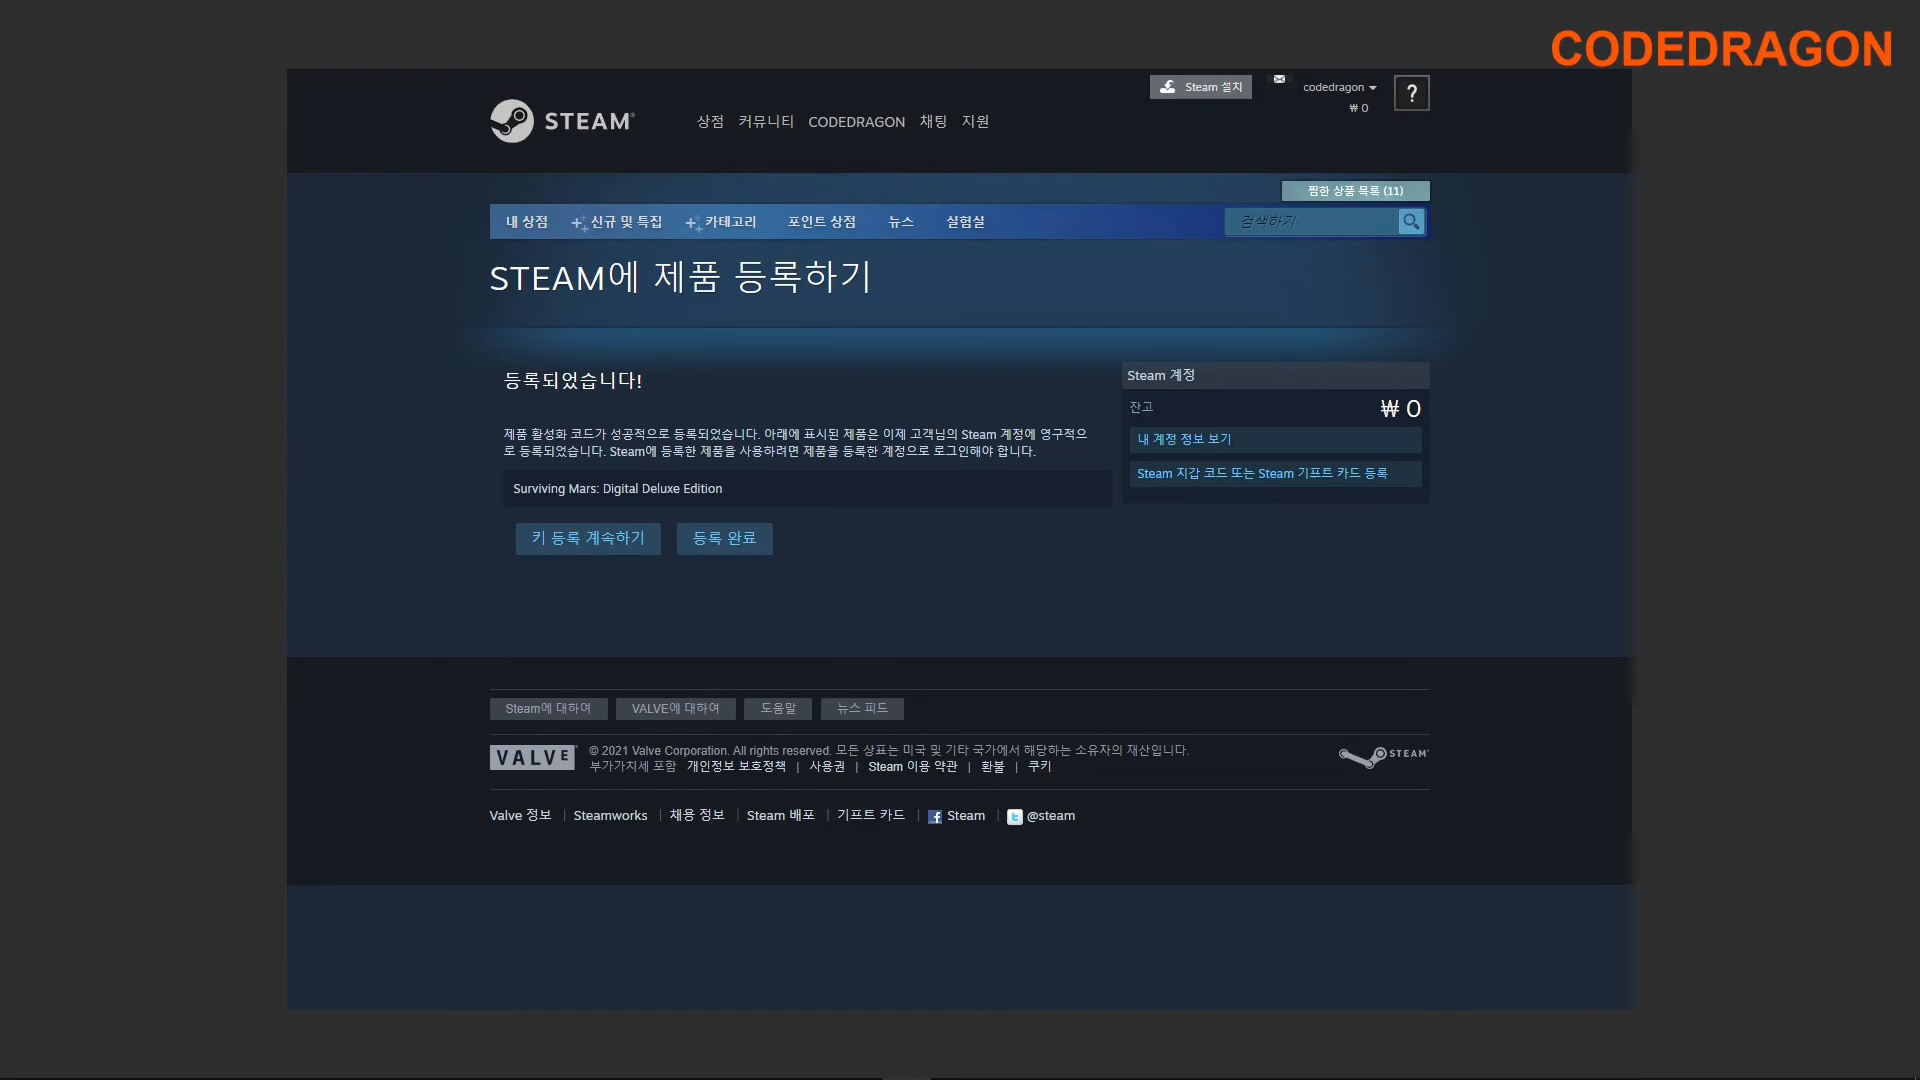 CODEDRAGON
Steam 설치
codedragon
₩ 0
?
STEAM®
상점 커뮤니티 CODEDRAGON 채팅 지원
찜한 상품 목록 (11)
내 상점 신규 및 특집 카테고리 포인트 상점 뉴스 실험실
검색하기
STEAM에 제품 등록하기
등록되었습니다!
제품 활성화 코드가 성공적으로 등록되었습니다. 아래에 표시된 제품은 이제 고객님의 Steam 계정에 영구적으
로 등록되었습니다. Steam에 등록한 제품을 사용하려면 제품을 등록한 계정으로 로그인해야 합니다.
Surviving Mars: Digital Deluxe Edition
키 등록 계속하기 등록 완료
Steam 계정
잔고 ₩ 0
내 계정 정보 보기
Steam 지갑 코드 또는 Steam 기프트 카드 등록
Steam에 대하여 VALVE에 대하여 도움말 뉴스 피드
VALVE
© 2021 Valve Corporation. All rights reserved. 모든 상표는 미국 및 기타 국가에서 해당하는 소유자의 재산입니다.
부가가치세 포함 개인정보 보호정책 | 사용권 | Steam 이용 약관 | 환불 | 쿠키
STEAM
Valve 정보 | Steamworks | 채용 정보 | Steam 배포 | 기프트 카드 | Steam | @steam